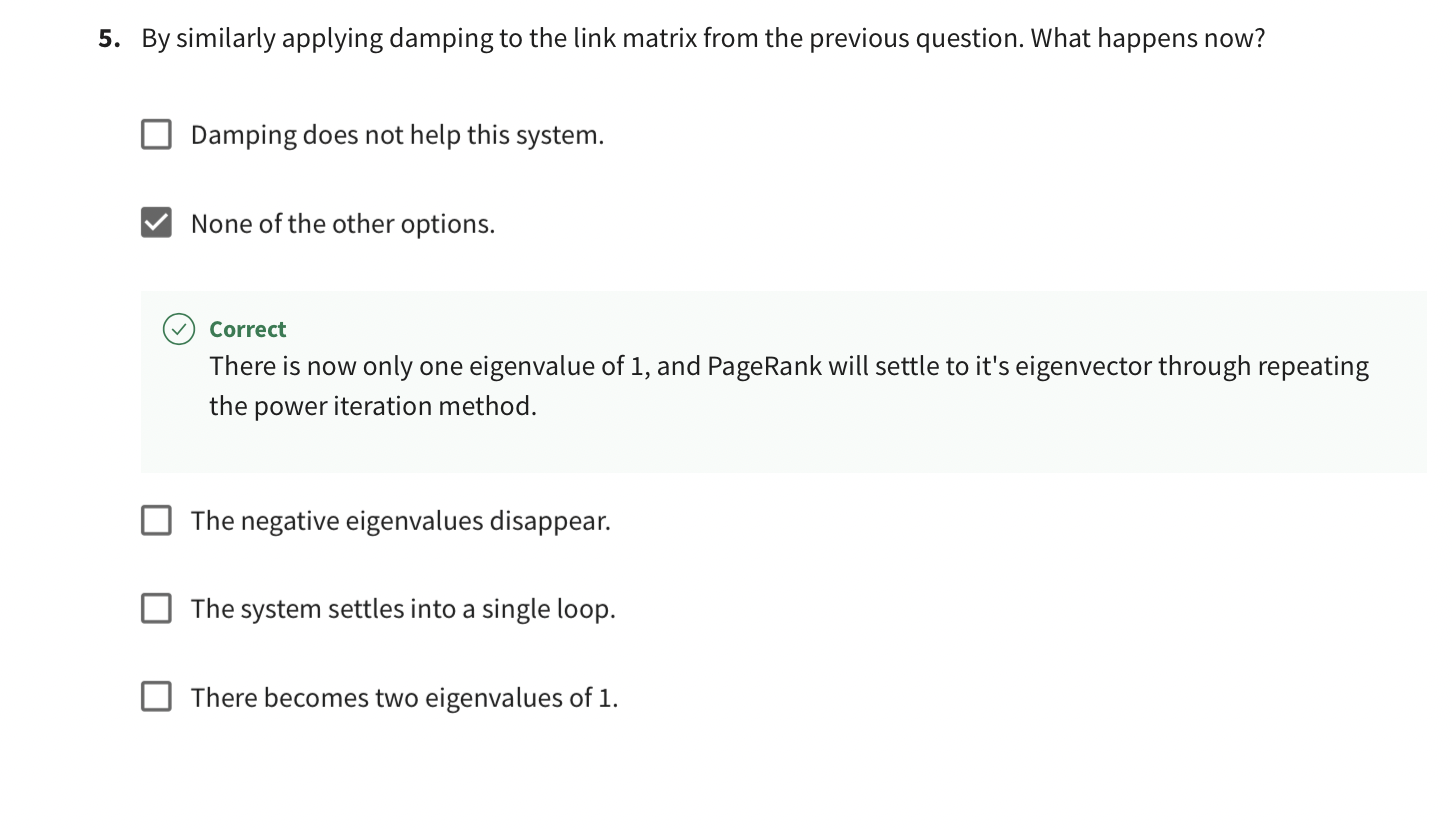 5. By similarly applying damping to the link matrix from the previous question. What happens now?
Damping does not help this system.
None of the other options.
Correct
There is now only one eigenvalue of 1, and PageRank will settle to it's eigenvector through repeating
the power iteration method.
The negative eigenvalues disappear.
The system settles into a single loop.
There becomes two eigenvalues of 1.